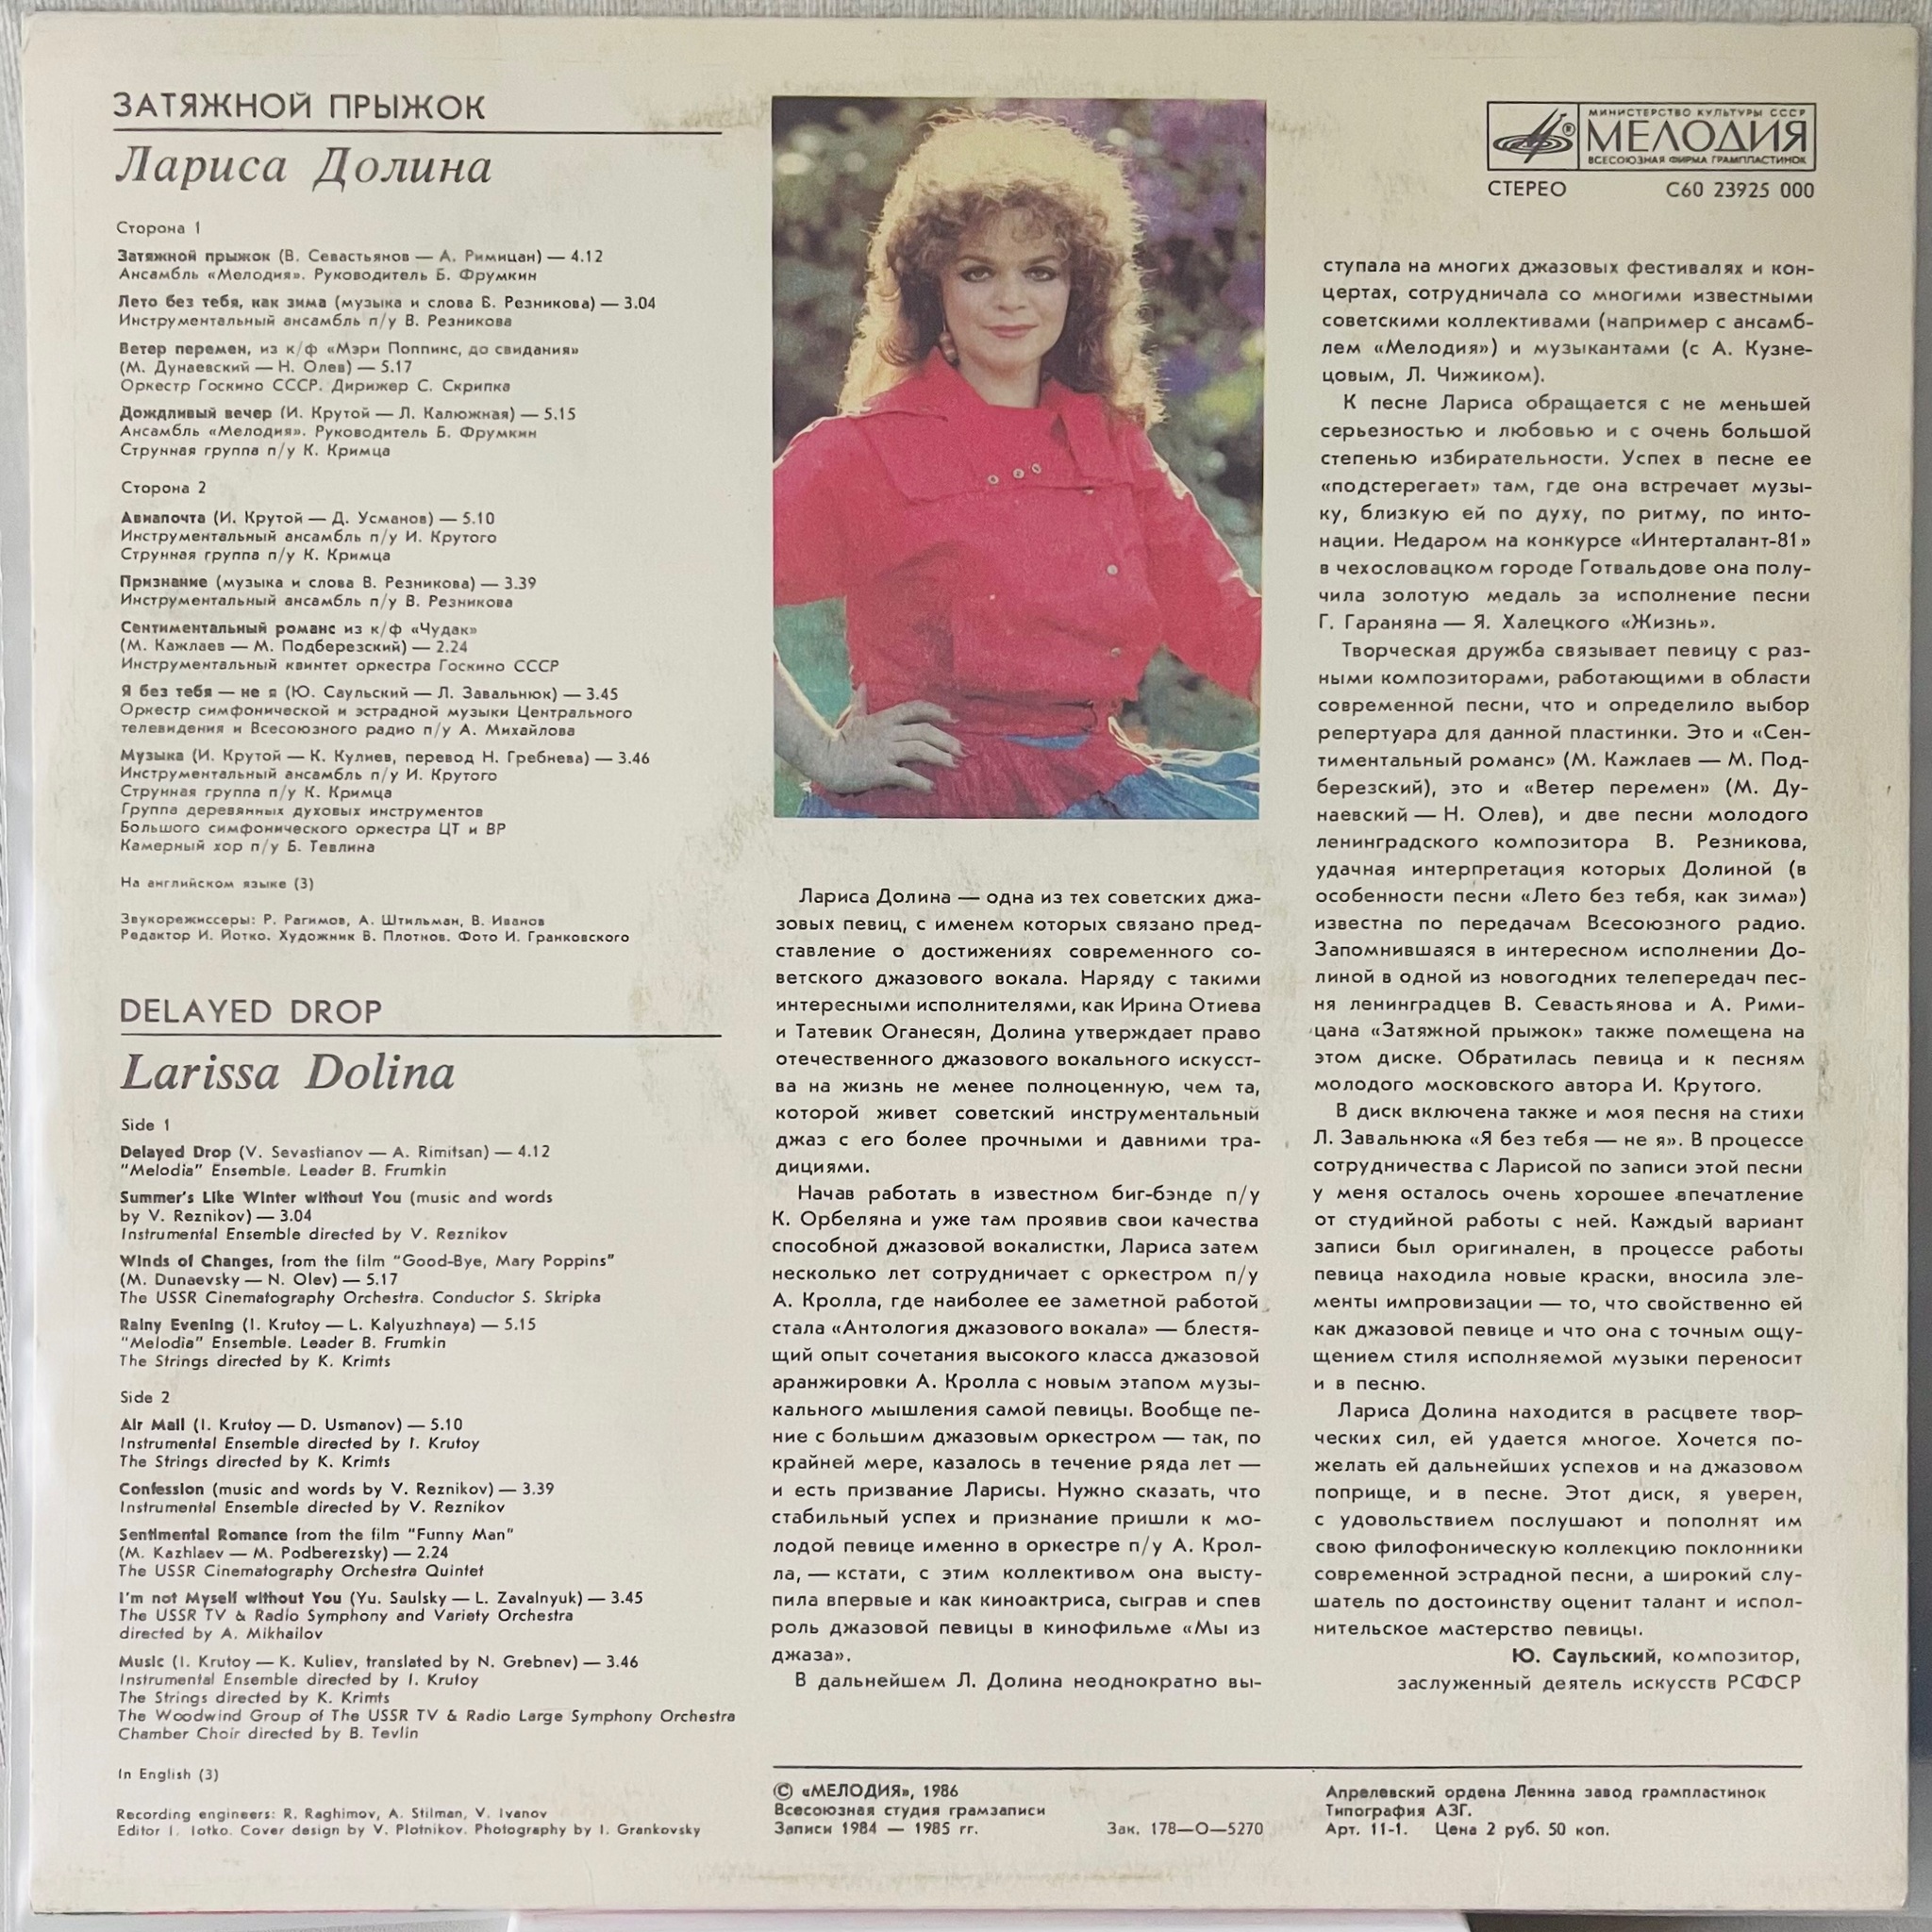 ЗАТЯЖНОЙ ПРЫЖОК
Лариса Долина
Сторона 1
Затяжной прыжок (В. Севастьянов — А. Римицан) — 4.12
Ансамбль «Мелодия». Руководитель Б. Фрумкин
Лето без тебя, как зима (музыка и слова В. Резникова) — 3.04
Инструментальный ансамбль п/у В. Резникова
Ветер перемен, из к/ф «Мэри Поппинс, до свидания»
(М. Дунаевский — Н. Олев) — 5.17
Оркестр Госкино СССР. Дирижер С. Скрипка
Дождливый вечер (И. Крутой — Л. Калюжная) — 5.15
Ансамбль «Мелодия». Руководитель Б. Фрумкин
Струнная группа п/у К. Кримца
Сторона 2
Авиапочта (И. Крутой — Д. Усманов) — 5.10
Инструментальный ансамбль п/у И. Крутого
Струнная группа п/у К. Кримца
Признание (музыка и слова В. Резникова) — 3.39
Инструментальный ансамбль п/у В. Резникова
Сентиментальный романс из к/ф «Чудак»
(М. Кажлаев — М. Подберезский) — 2.24
Инструментальный квинтет оркестра Госкино СССР
Я без тебя — не я (Ю. Саульский — Л. Завальнюк) — 3.45
Оркестр симфонической и эстрадной музыки Центрального
телевидения и Всесоюзного радио п/у А. Михайлова
Музыка (И. Крутой — К. Кулиев, перевод Н. Гребнева) — 3.46
Инструментальный ансамбль п/у И. Крутого
Струнная группа п/у К. Кримца
Группа деревянных духовых инструментов
Большого симфонического оркестра ЦТ и ВР
Камерный хор п/у Б. Тевлина
На английском языке (3)
Звукорежиссеры: Р. Рагимов, А. Штильман, В. Иванов
Редактор И. Йотко. Художник В. Плотнов. Фото И. Гранковского
DELAYED DROP
Larissa Dolina
Side 1
Delayed Drop (V. Sevastianov — A. Rimitsan) — 4.12
"Melodia" Ensemble. Leader B. Frumkin
Summer's Like Winter without You (music and words
by V. Reznikov) — 3.04
Instrumental Ensemble directed by V. Reznikov
Winds of Changes, from the film "Good-Bye, Mary Poppins"
(M. Dunaevsky — N. Olev) — 5.17
The USSR Cinematography Orchestra. Conductor S. Skripka
Rainy Evening (I. Krutoy — L. Kalyuzhnaya) — 5.15
"Melodia" Ensemble. Leader B. Frumkin
The Strings directed by K. Krimts
Side 2
Air Mail (I. Krutoy — D. Usmanov) — 5.10
Instrumental Ensemble directed by I. Krutoy
The Strings directed by K. Krimts
Confession (music and words by V. Reznikov) — 3.39
Instrumental Ensemble directed by V. Reznikov
Sentimental Romance from the film "Funny Man"
(M. Kazhlaev — M. Podberezsky) — 2.24
The USSR Cinematography Orchestra Quintet
I'm not Myself without You (Yu. Saulsky — L. Zavalnyuk) — 3.45
The USSR TV & Radio Symphony and Variety Orchestra
directed by A. Mikhailov
Music (I. Krutoy — K. Kuliev, translated by N. Grebnev) — 3.46
Instrumental Ensemble directed by I. Krutoy
The Strings directed by K. Krimts
The Woodwind Group of The USSR TV & Radio Large Symphony Orchestra
Chamber Choir directed by B. Tevlin
In English (3)
Recording engineers: R. Raghimov, A. Stilman, V. Ivanov
Editor I. Iotko. Cover design by V. Plotnikov. Photography by I. Grankovsky
Лариса Долина — одна из тех советских джа-
зовых певиц, с именем которых связано пред-
ставление о достижениях современного со-
ветского джазового вокала. Наряду с такими
интересными исполнителями, как Ирина Отиева
и Татевик Оганесян, Долина утверждает право
отечественного джазового вокального искусст-
ва на жизнь не менее полноценную, чем та,
которой живет советский инструментальный
джаз с его более прочными и давними тра-
дициями.
Начав работать в известном биг-бэнде п/у
К. Орбеляна и уже там проявив свои качества
способной джазовой вокалистки, Лариса затем
несколько лет сотрудничает с оркестром п/у
А. Кролла, где наиболее ее заметной работой
стала «Антология джазового вокала» — блестя-
щий опыт сочетания высокого класса джазовой
аранжировки А. Кролла с новым этапом музы-
кального мышления самой певицы. Вообще пе-
ние с большим джазовым оркестром — так, по
крайней мере, казалось в течение ряда лет —
и есть призвание Ларисы. Нужно сказать, что
стабильный успех и признание пришли к мо-
лодой певице именно в оркестре п/у А. Крол-
ла, — кстати, с этим коллективом она высту-
пила впервые и как киноактриса, сыграв и спев
роль джазовой певицы в кинофильме «Мы из
джаза».
В дальнейшем Л. Долина неоднократно вы-
МИНИСТЕРСТВО КУЛЬТУРЫ СССР
МЕЛОДИЯ
ВСЕСОЮЗНАЯ ФИРМА ГРАМПЛАСТИНОК
СТЕРЕО С60 23925 000
ступала на многих джазовых фестивалях и кон-
цертах, сотрудничала со многими известными
советскими коллективами (например с ансамб-
лем «Мелодия») и музыкантами (с А. Кузне-
цовым, Л. Чижиком).
К песне Лариса обращается с не меньшей
серьезностью и любовью и с очень большой
степенью избирательности. Успех в песне ее
«подстерегает» там, где она встречает музы-
ку, близкую ей по духу, по ритму, по инто-
нации. Недаром на конкурсе «Интерталант-81»
в чехословацком городе Готвальдове она полу-
чила золотую медаль за исполнение песни
Г. Гараняна — Я. Халецкого «Жизнь».
Творческая дружба связывает певицу с раз-
ными композиторами, работающими в области
современной песни, что и определило выбор
репертуара для данной пластинки. Это и «Сен-
тиментальный романс» (М. Кажлаев — М. Под-
березский), это и «Ветер перемен» (М. Ду-
наевский — Н. Олев), и две песни молодого
ленинградского композитора В. Резникова,
удачная интерпретация которых Долиной (в
особенности песни «Лето без тебя, как зима»)
известна по передачам Всесоюзного радио.
Запомнившаяся в интересном исполнении До-
линой в одной из новогодних телепередач пес-
ня ленинградцев В. Севастьянова и А. Рими-
цана «Затяжной прыжок» также помещена на
этом диске. Обратилась певица и к песням
молодого московского автора И. Крутого.
В диск включена также и моя песня на стихи
Л. Завальнюка «Я без тебя — не я». В процессе
сотрудничества с Ларисой по записи этой песни
у меня осталось очень хорошее впечатление
от студийной работы с ней. Каждый вариант
записи был оригинален, в процессе работы
певица находила новые краски, вносила эле-
менты импровизации — то, что свойственно ей
как джазовой певице и что она с точным ощу-
щением стиля исполняемой музыки переносит
и в песню.
Лариса Долина находится в расцвете твор-
ческих сил, ей удается многое. Хочется по-
желать ей дальнейших успехов и на джазовом
поприще, и в песне. Этот диск, я уверен,
с удовольствием послушают и пополнят им
свою филофоническую коллекцию поклонники
современной эстрадной песни, а широкий слу-
шатель по достоинству оценит талант и испол-
нительское мастерство певицы.
Ю. Саульский, композитор,
заслуженный деятель искусств РСФСР
© «МЕЛОДИЯ», 1986
Всесоюзная студия грамзаписи
Записи 1984 — 1985 гг. Зак. 178—О—5270
Апрелевский ордена Ленина завод грампластинок
Типография АЗГ.
Арт. 11-1. Цена 2 руб. 50 коп.